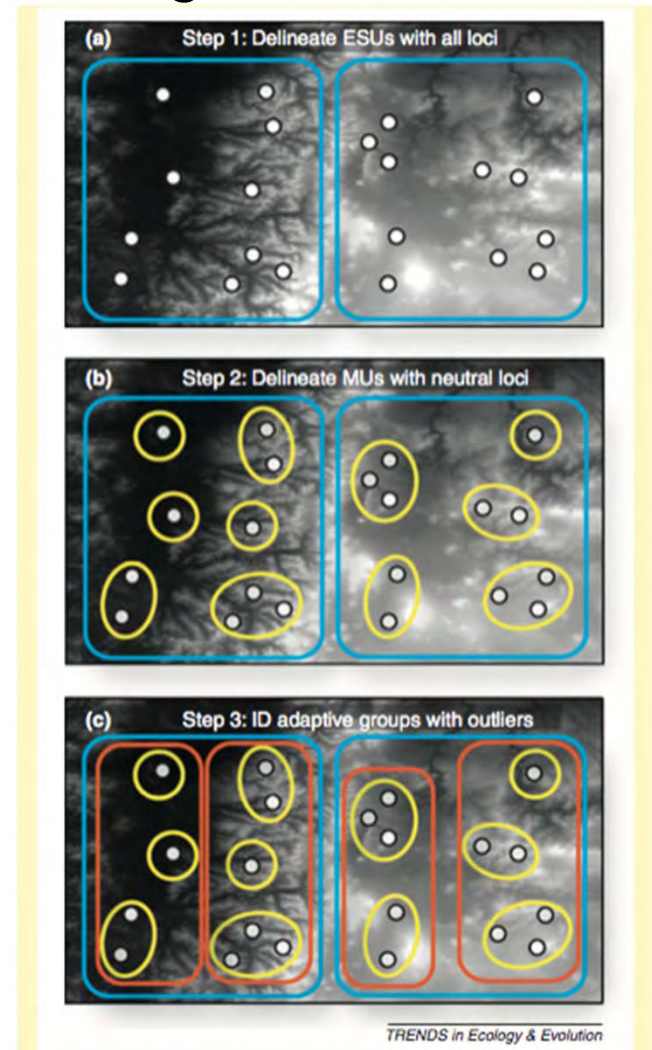 (a) Step 1: Delineate ESUs with all loci
(b) Step 2: Delineate MUs with neutral loci
(c) Step 3: ID adaptive groups with outliers
TRENDS in Ecology & Evolution